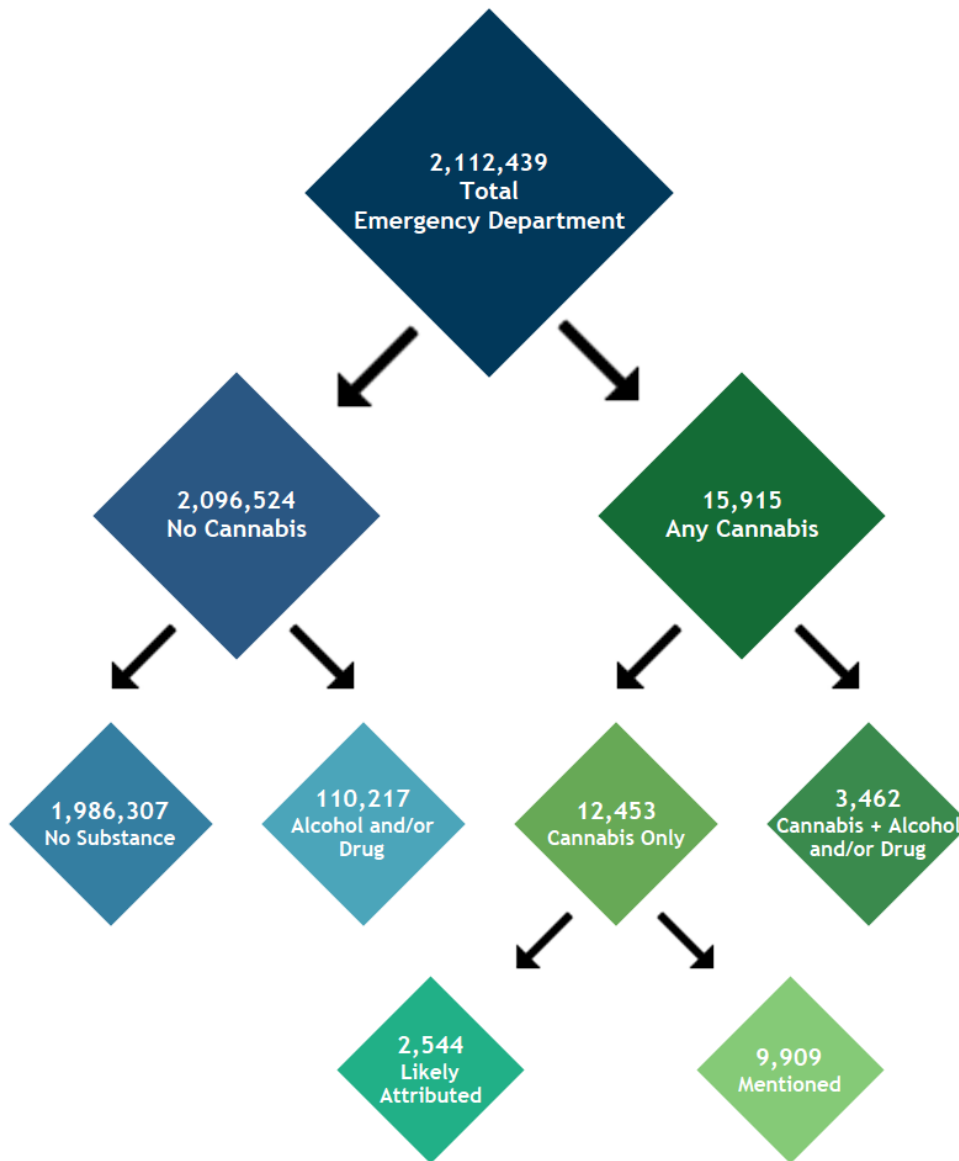 2,112,439
Total
Emergency Department
2,096,524
No Cannabis
15,915
Any Cannabis
1,986,307
No Substance
110,217
Alcohol and/or
Drug
12,453
Cannabis Only
3,462
Cannabis + Alcohol
and/or Drug
2,544
Likely
Attributed
9,909
Mentioned